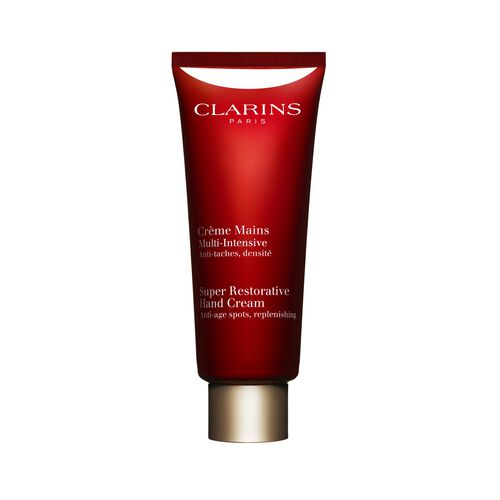 CLARINS
PARIS
Crème Mains
Multi-Intensive
Anti-taches, densité
Super Restorative
Hand Cream
Anti-age spots, replenishing